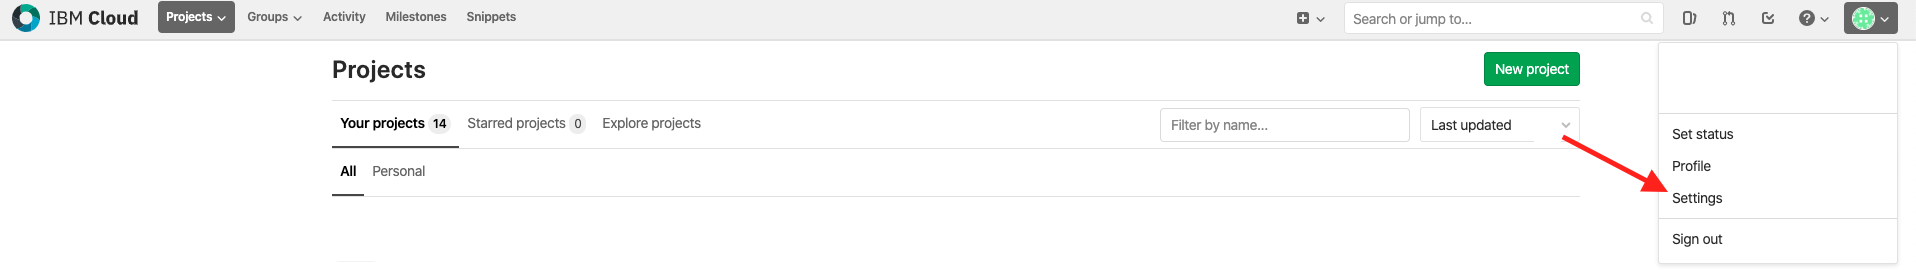 IBM Cloud Projects Groups Activity Milestones Snippets Search or jump to...
Projects New project
Your projects 14 Starred projects 0 Explore projects Filter by name... Last updated
All Personal
Set status
Profile
Settings
Sign out